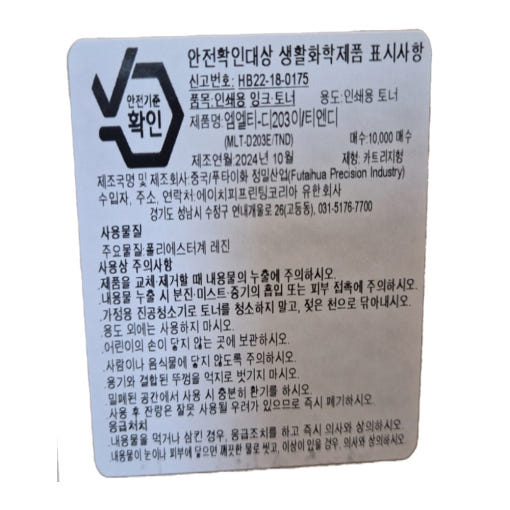 안전확인대상 생활화학제품 표시사항
안전기준
확인
신고번호: HB22-18-0175
품목: 인쇄용 잉크 토너 용도: 인쇄용 토너
제품명: 엠엘티-디203이/티엔디
(MLT-D203E/TND) 매수: 10,000 매수
제조연월: 2024년 10월 제형: 카트리지형
제조국명 및 제조회사: 중국/푸타이화 정밀산업(Futaihua Precision Industry)
수입자, 주소, 연락처: 에이치피프린팅코리아 유한회사
경기도 성남시 수정구 연내개울로 26(고등동), 031-5176-7700
사용물질
주요물질: 폴리에스터계 레진
사용상 주의사항
.제품을 교체·제거할 때 내용물의 누출에 주의하시오.
.내용물 누출 시 분진·미스트·증기의 흡입 또는 피부 접촉에 주의하시오.
.가정용 진공청소기로 토너를 청소하지 말고, 젖은 천으로 닦아내시오.
.용도 외에는 사용하지 마시오.
.어린이의 손이 닿지 않는 곳에 보관하시오.
.사람이나 음식물에 닿지 않도록 주의하시오.
.용기와 결합된 뚜껑을 억지로 벗기지 마시오.
.밀폐된 공간에서 사용 시 충분히 환기를 하시오.
.사용 후 잔량은 잘못 사용될 우려가 있으므로 즉시 폐기하시오.
응급처치
.내용물을 먹거나 삼킨 경우, 응급조치를 하고 즉시 의사와 상의하시오.
.내용물이 눈이나 피부에 닿으면 깨끗한 물로 씻고, 이상이 있을 경우, 의사와 상의하시오.